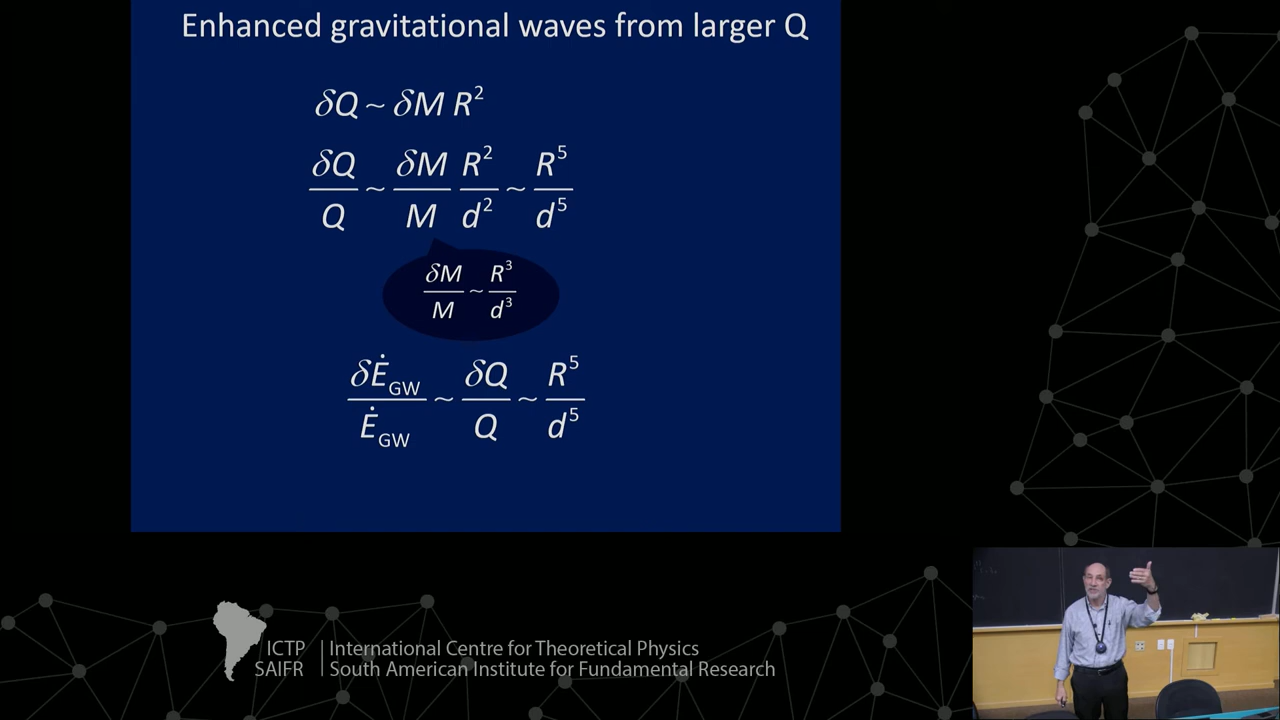 Enhanced gravitational waves from larger Q
δQ ~ δM R²
δQ/Q ~ δM/M R²/d² ~ R⁵/d⁵
δM/M ~ R³/d³
δĖ_GW/Ė_GW ~ δQ/Q ~ R⁵/d⁵
ICTP | International Centre for Theoretical Physics
SAIFR | South American Institute for Fundamental Research